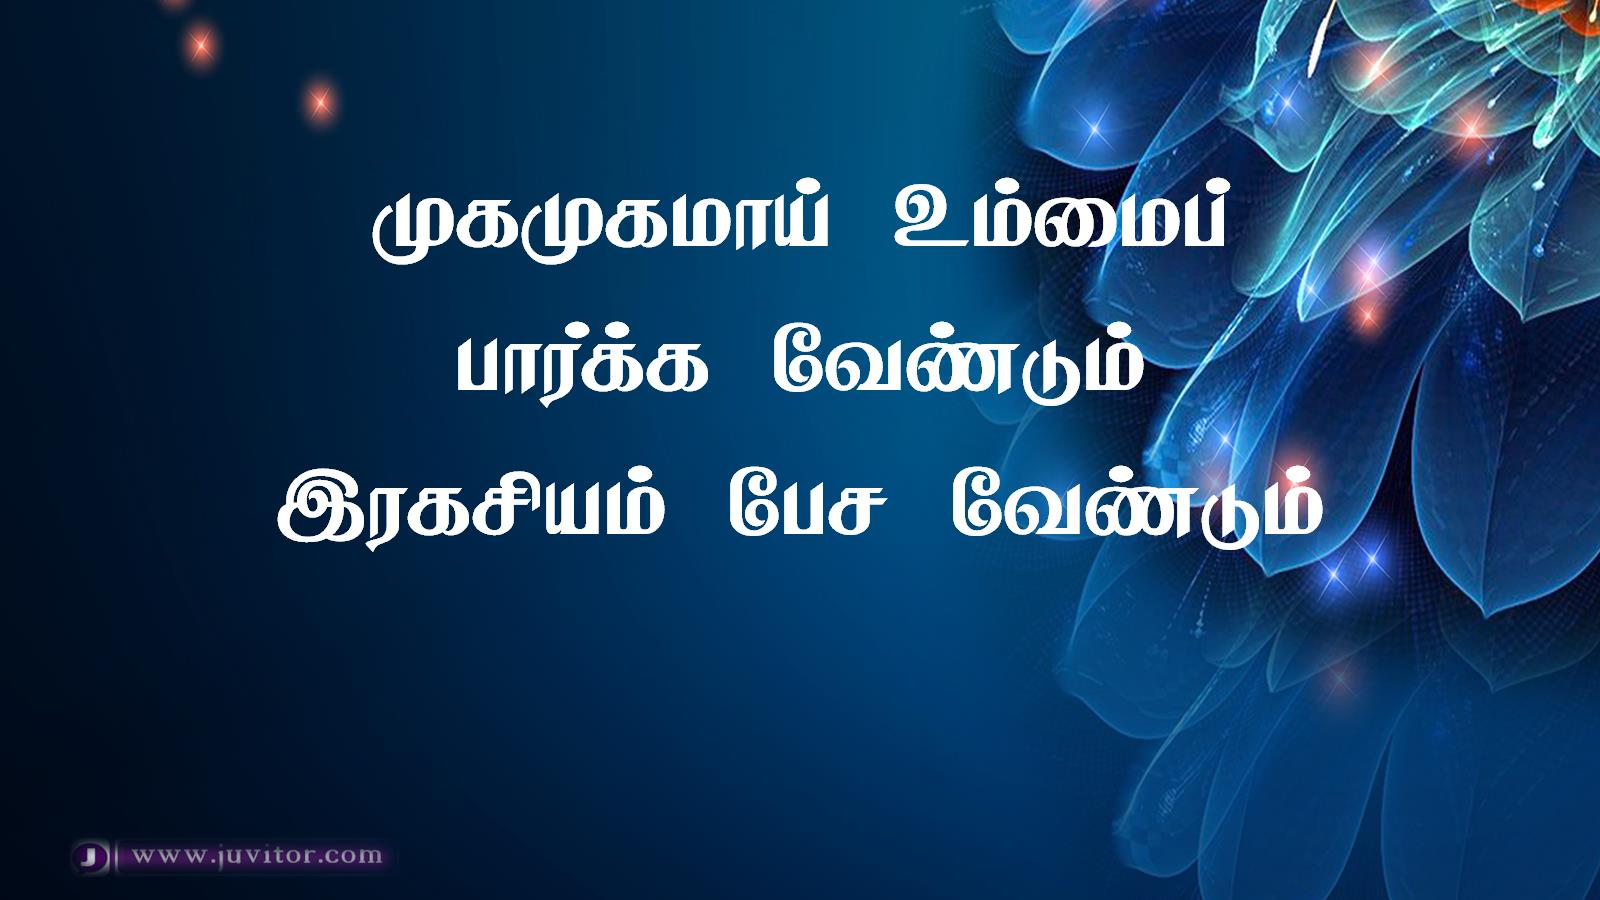 முகமுகமாய் உம்மைப்
பார்க்க வேண்டும்
இரகசியம் பேச வேண்டும்
J www.juvitor.com